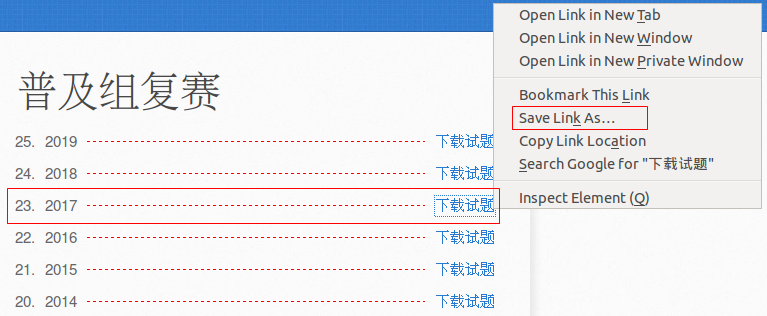 普及组复赛
25. 2019 下载试题
24. 2018 下载试题
23. 2017 下载试题
22. 2016 下载试题
21. 2015 下载试题
20. 2014 下载试题
Open Link in New Tab
Open Link in New Window
Open Link in New Private Window
Bookmark This Link
Save Link As...
Copy Link Location
Search Google for "下载试题"
Inspect Element (Q)